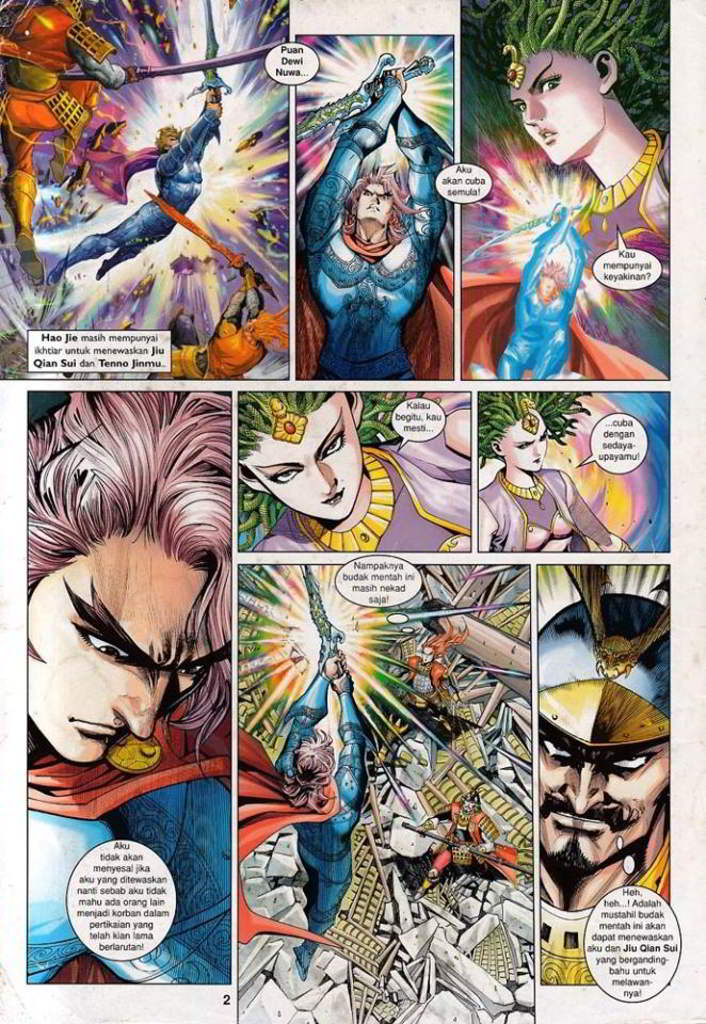 Puan
Dewi
Nuwa...
Hao Jie masih mempunyai
ikhtiar untuk menewaskan Jiu
Qian Sui dan Tenno Jinmu..
Aku
akan cuba
semula!
Kau
mempunyai
keyakinan?
Aku
tidak akan
menyesal jika
aku yang ditewaskan
nanti sebab aku tidak
mahu ada orang lain
menjadi korban dalam
pertikaian yang
telah kian lama
berlarutan!
Kalau
begitu, kau
mesti...
...cuba
dengan
sedaya-
upayamu!
Nampaknya
budak mentah ini
masih nekad
saja!
Heh,
heh...! Adalah
mustahil budak
mentah ini akan
dapat menewaskan
aku dan Jiu Qian Sui
yang berganding-
bahu untuk
melawan-
nya!
2